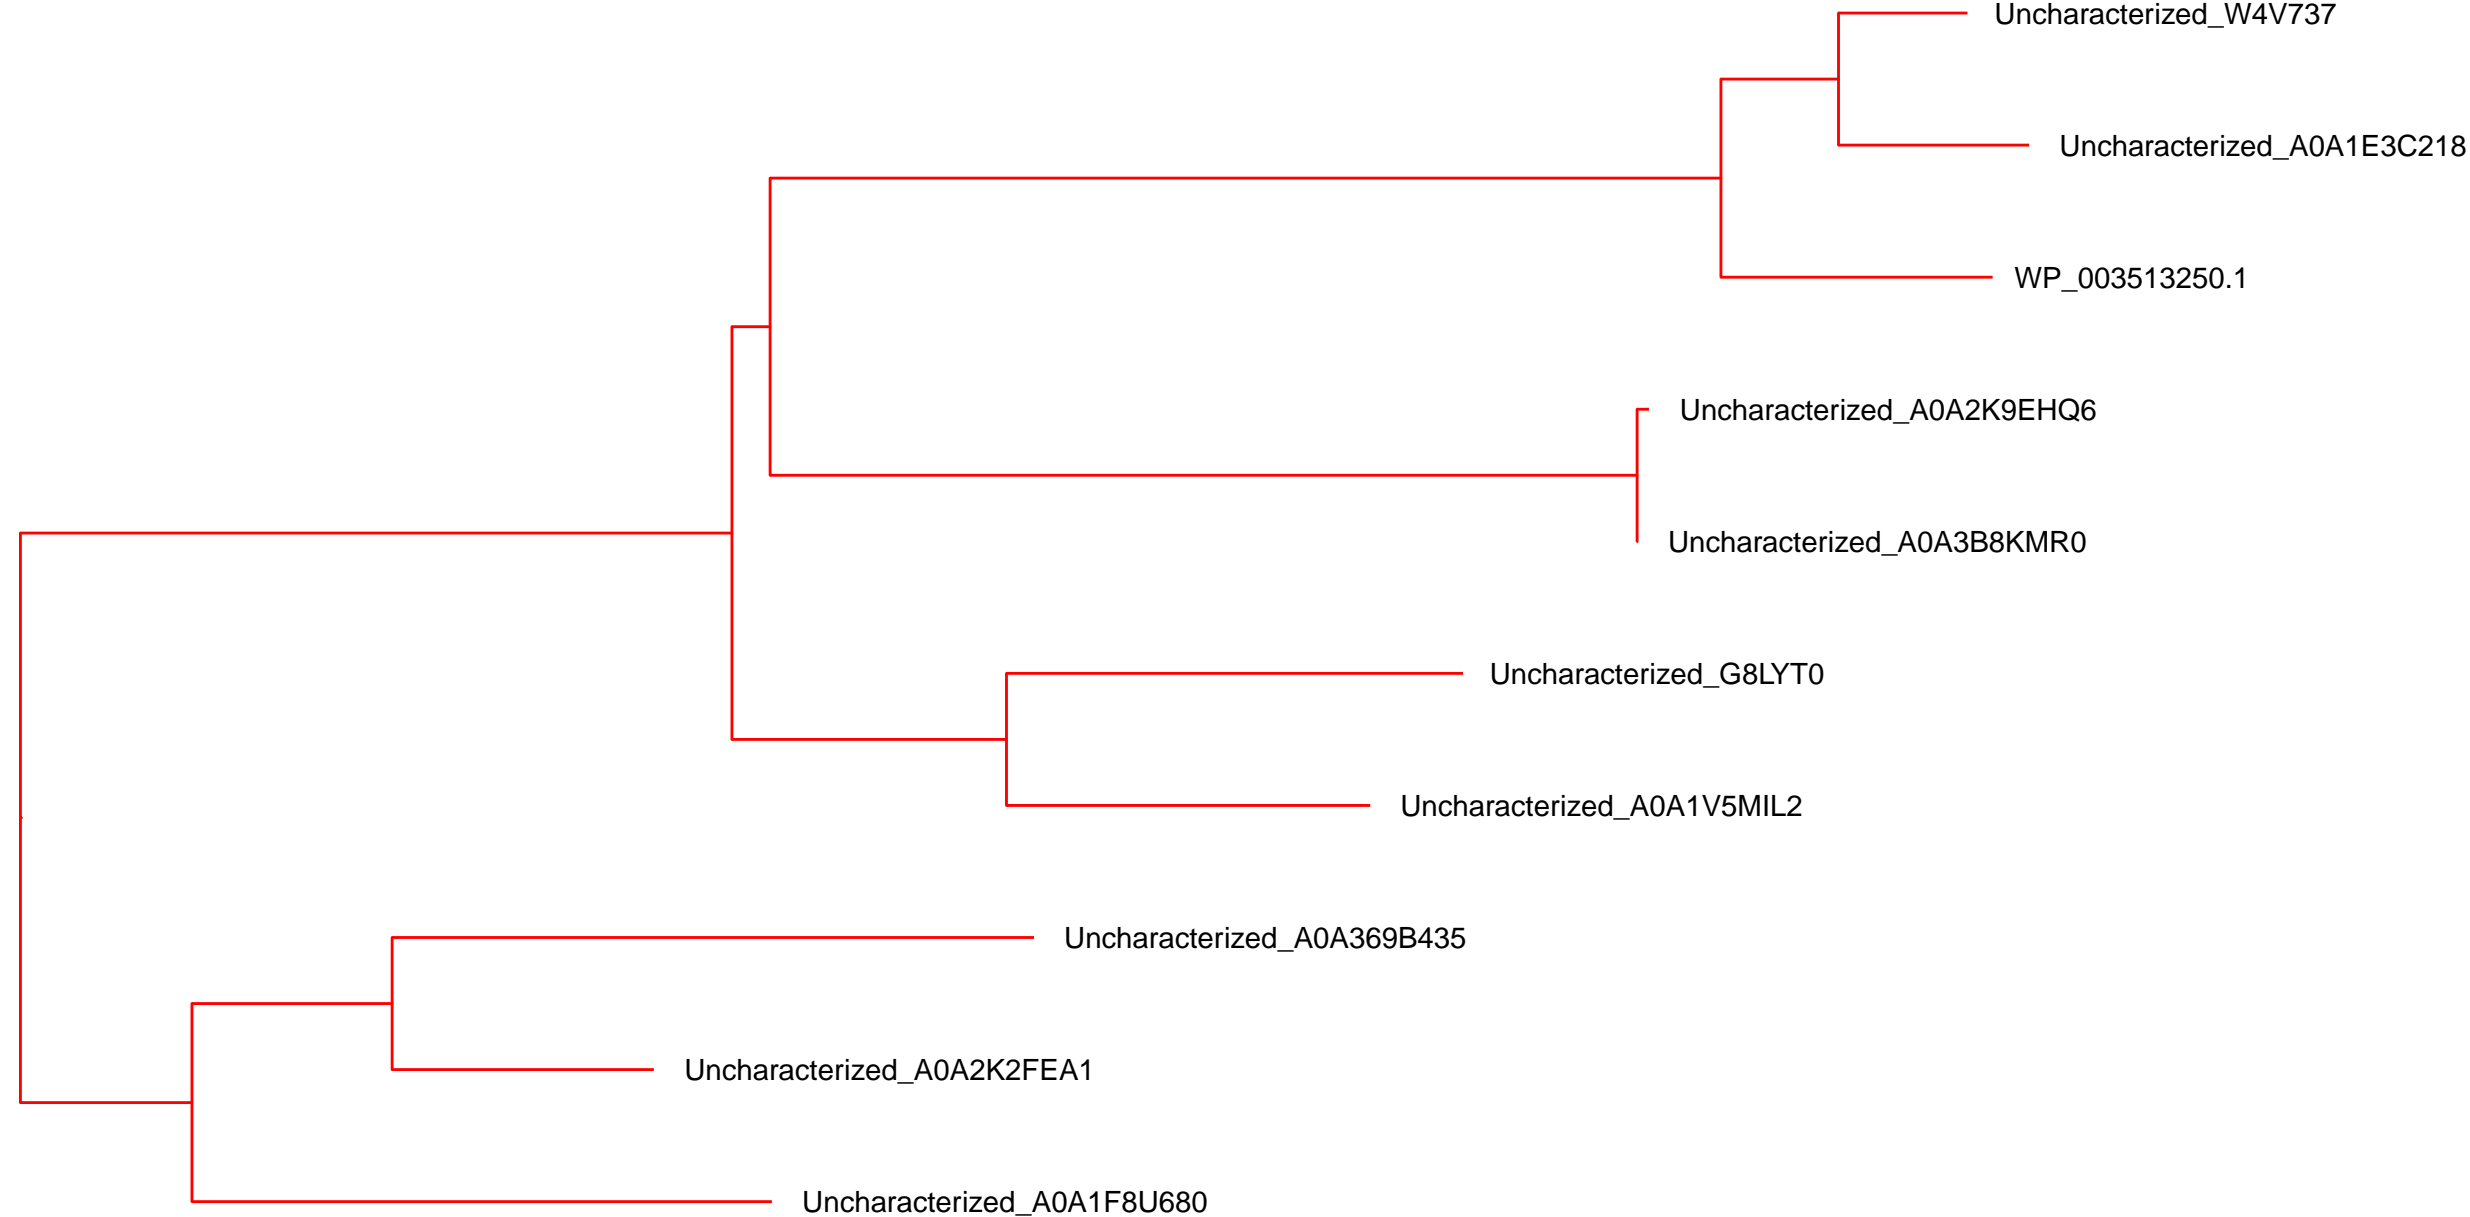 Uncharacterized_W4V737
Uncharacterized_A0A1E3C218
WP_003513250.1
Uncharacterized_A0A2K9EHQ6
Uncharacterized_A0A3B8KMR0
Uncharacterized_G8LYT0
Uncharacterized_A0A1V5MIL2
Uncharacterized_A0A369B435
Uncharacterized_A0A2K2FEA1
Uncharacterized_A0A1F8U680